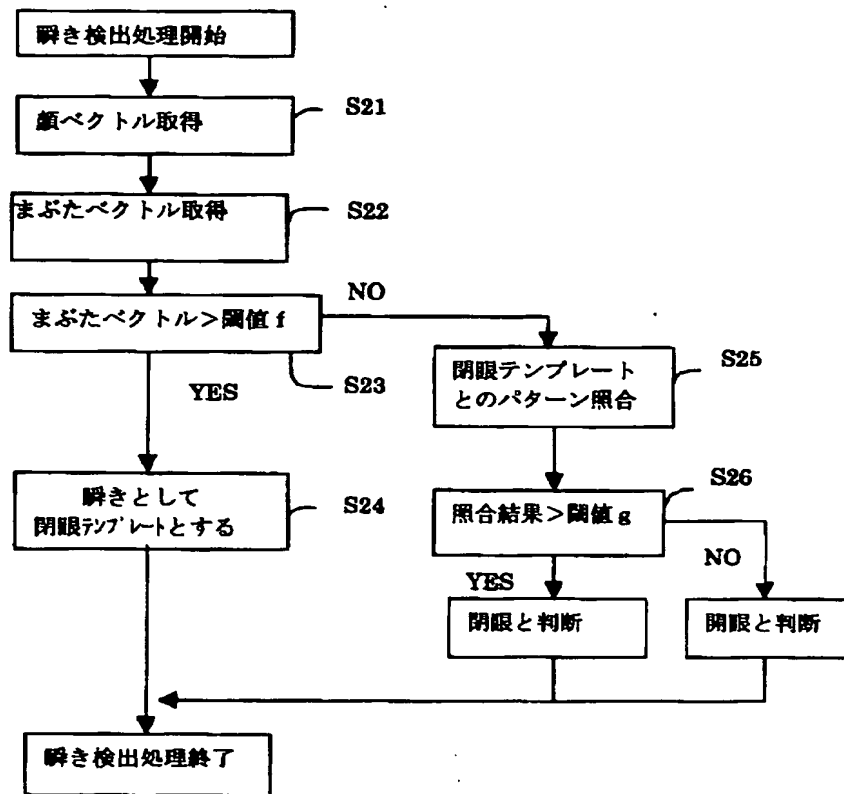 瞬き検出処理開始
顔ベクトル取得
S21
まぶたベクトル取得
S22
まぶたベクトル>閾値 f
NO
S23
YES
閉眼テンプレート
とのパターン照合
S25
瞬きとして
閉眼テンプレートとする
S24
照合結果>閾値 g
S26
YES
NO
閉眼と判断
開眼と判断
瞬き検出処理終了